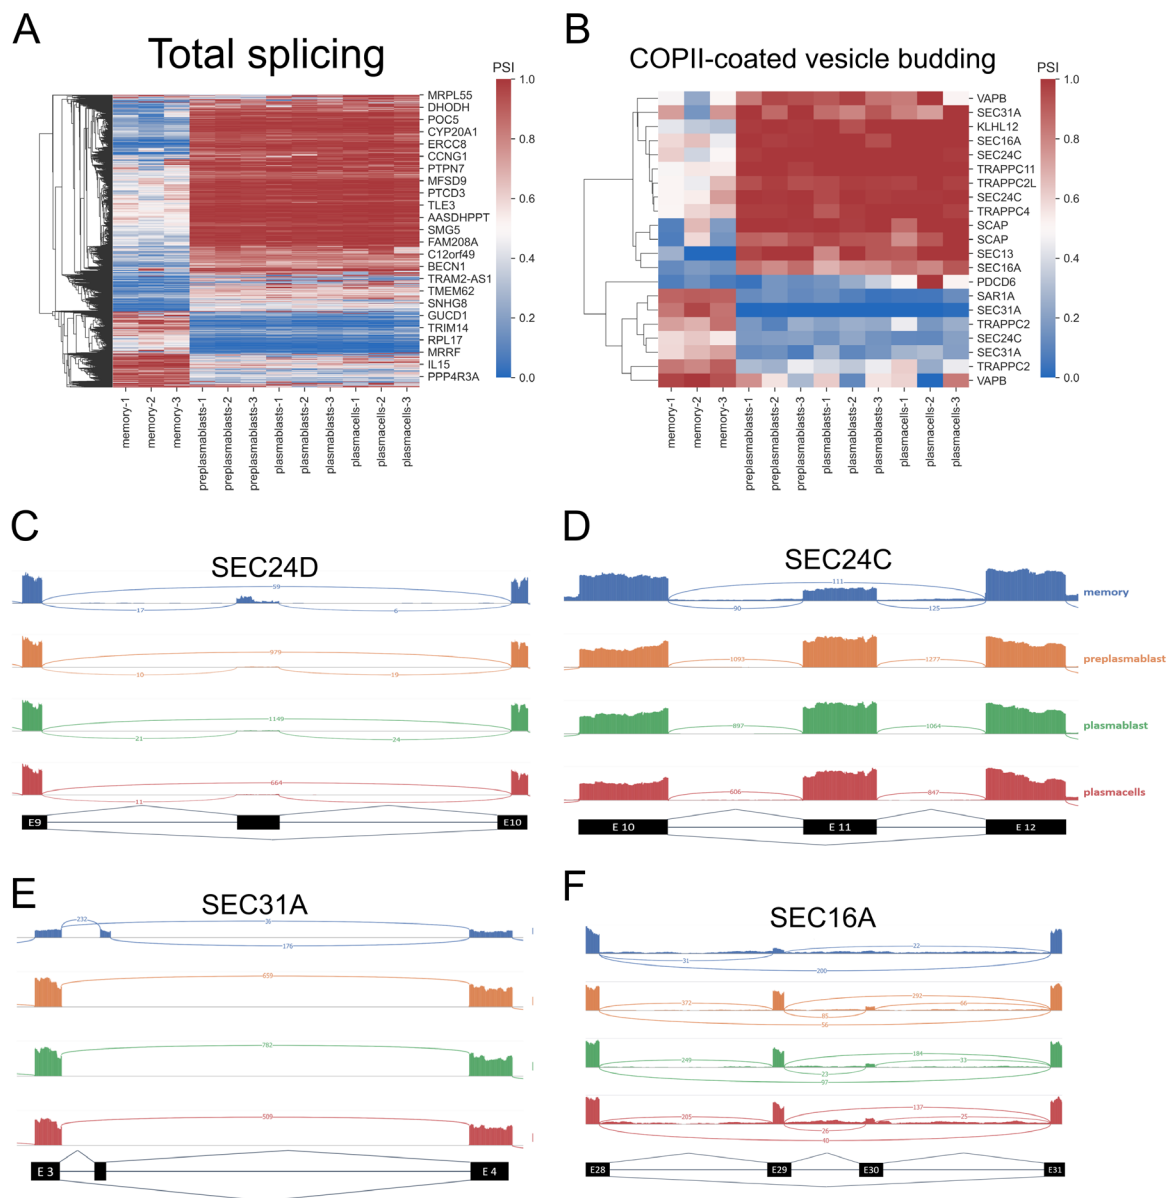 A
Total splicing
PSI
1.0
0.8
0.6
0.4
0.2
0.0
MRPL55
DHODH
POC5
CYP20A1
ERCC8
CCNG1
PTPN7
MFSD9
PTCD3
TLE3
AASDHPPT
SMG5
FAM208A
C12orf49
BECN1
TRAM2-AS1
TMEM62
SNHG8
GUCD1
TRIM14
RPL17
MRRF
IL15
PPP4R3A
memory-1
memory-2
memory-3
preplasmablasts-1
preplasmablasts-2
preplasmablasts-3
plasmablasts-1
plasmablasts-2
plasmablasts-3
plasmacells-1
plasmacells-2
plasmacells-3
B
COPII-coated vesicle budding
PSI
1.0
0.8
0.6
0.4
0.2
0.0
VAPB
SEC31A
KLHL12
SEC16A
SEC24C
TRAPPC11
TRAPPC2L
SEC24C
TRAPPC4
SCAP
SCAP
SEC13
SEC16A
PDCD6
SAR1A
SEC31A
TRAPPC2
SEC24C
SEC31A
TRAPPC2
VAPB
memory-1
memory-2
memory-3
preplasmablasts-1
preplasmablasts-2
preplasmablasts-3
plasmablasts-1
plasmablasts-2
plasmablasts-3
plasmacells-1
plasmacells-2
plasmacells-3
C
SEC24D
59
17
6
979
10
19
1149
21
24
664
11
E9
E10
D
SEC24C
111
90
125
memory
1093
1277
preplasmablast
897
1064
plasmablast
606
847
plasmacells
E 10
E 11
E 12
E
SEC31A
232
176
659
782
509
E 3
E 4
F
SEC16A
22
31
200
202
372
66
85
56
184
249
33
23
97
137
205
25
26
40
E28
E29
E30
E31